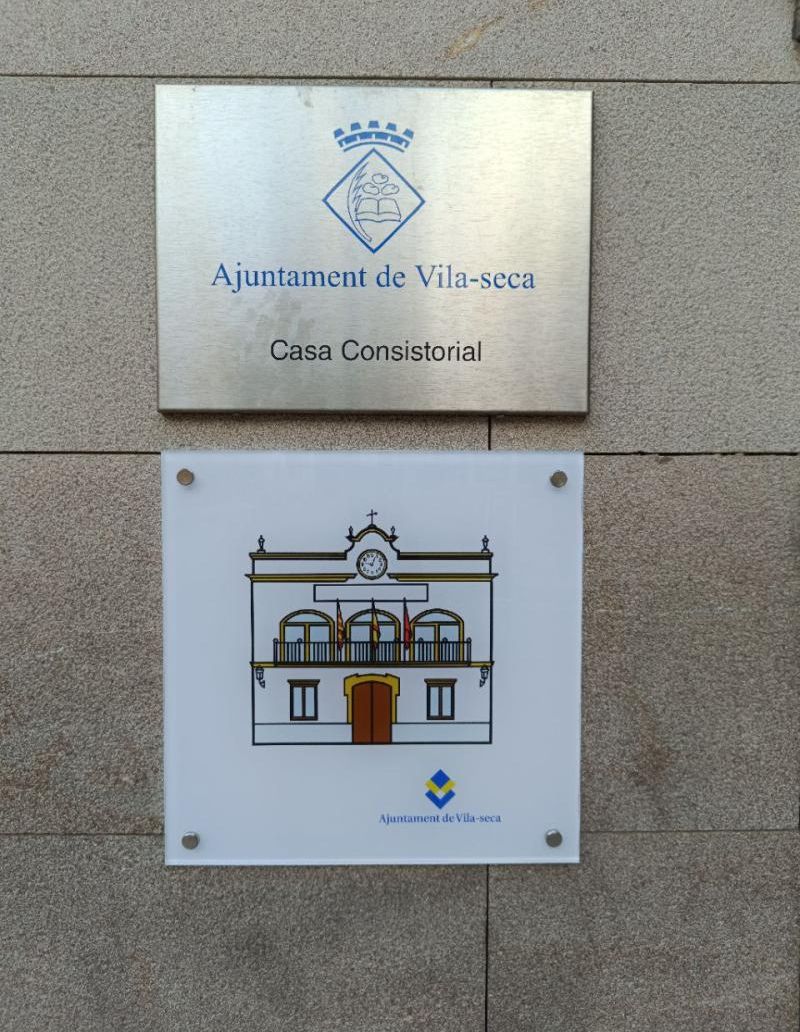 Ajuntament de Vila-seca
Casa Consistorial
Ajuntament de Vila-seca